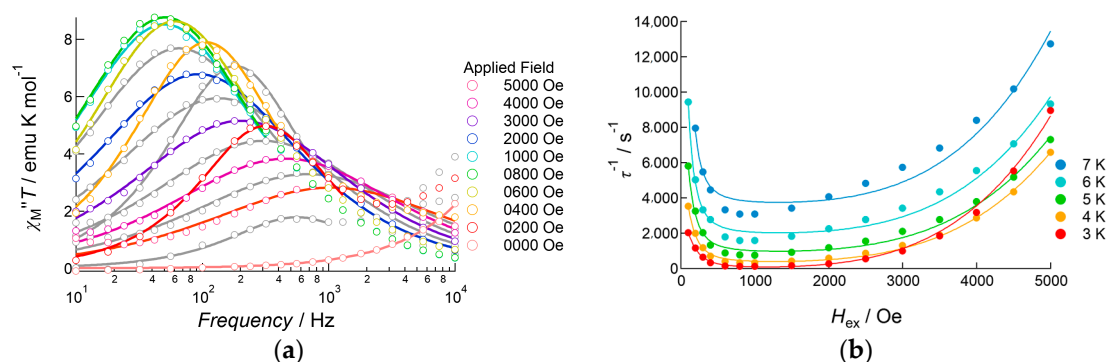 χM"T / emu K mol-1
8
6
4
2
0
10^1 2 4 6 8 10^2 2 4 6 8 10^3 2 4 6 8 10^4
Frequency / Hz
Applied Field
5000 Oe
4000 Oe
3000 Oe
2000 Oe
1000 Oe
0800 Oe
0600 Oe
0400 Oe
0200 Oe
0000 Oe
(a)
τ-1 / s-1
14.000
12.000
10.000
8.000
6.000
4.000
2.000
0
0 1000 2000 3000 4000 5000
Hex / Oe
7 K
6 K
5 K
4 K
3 K
(b)